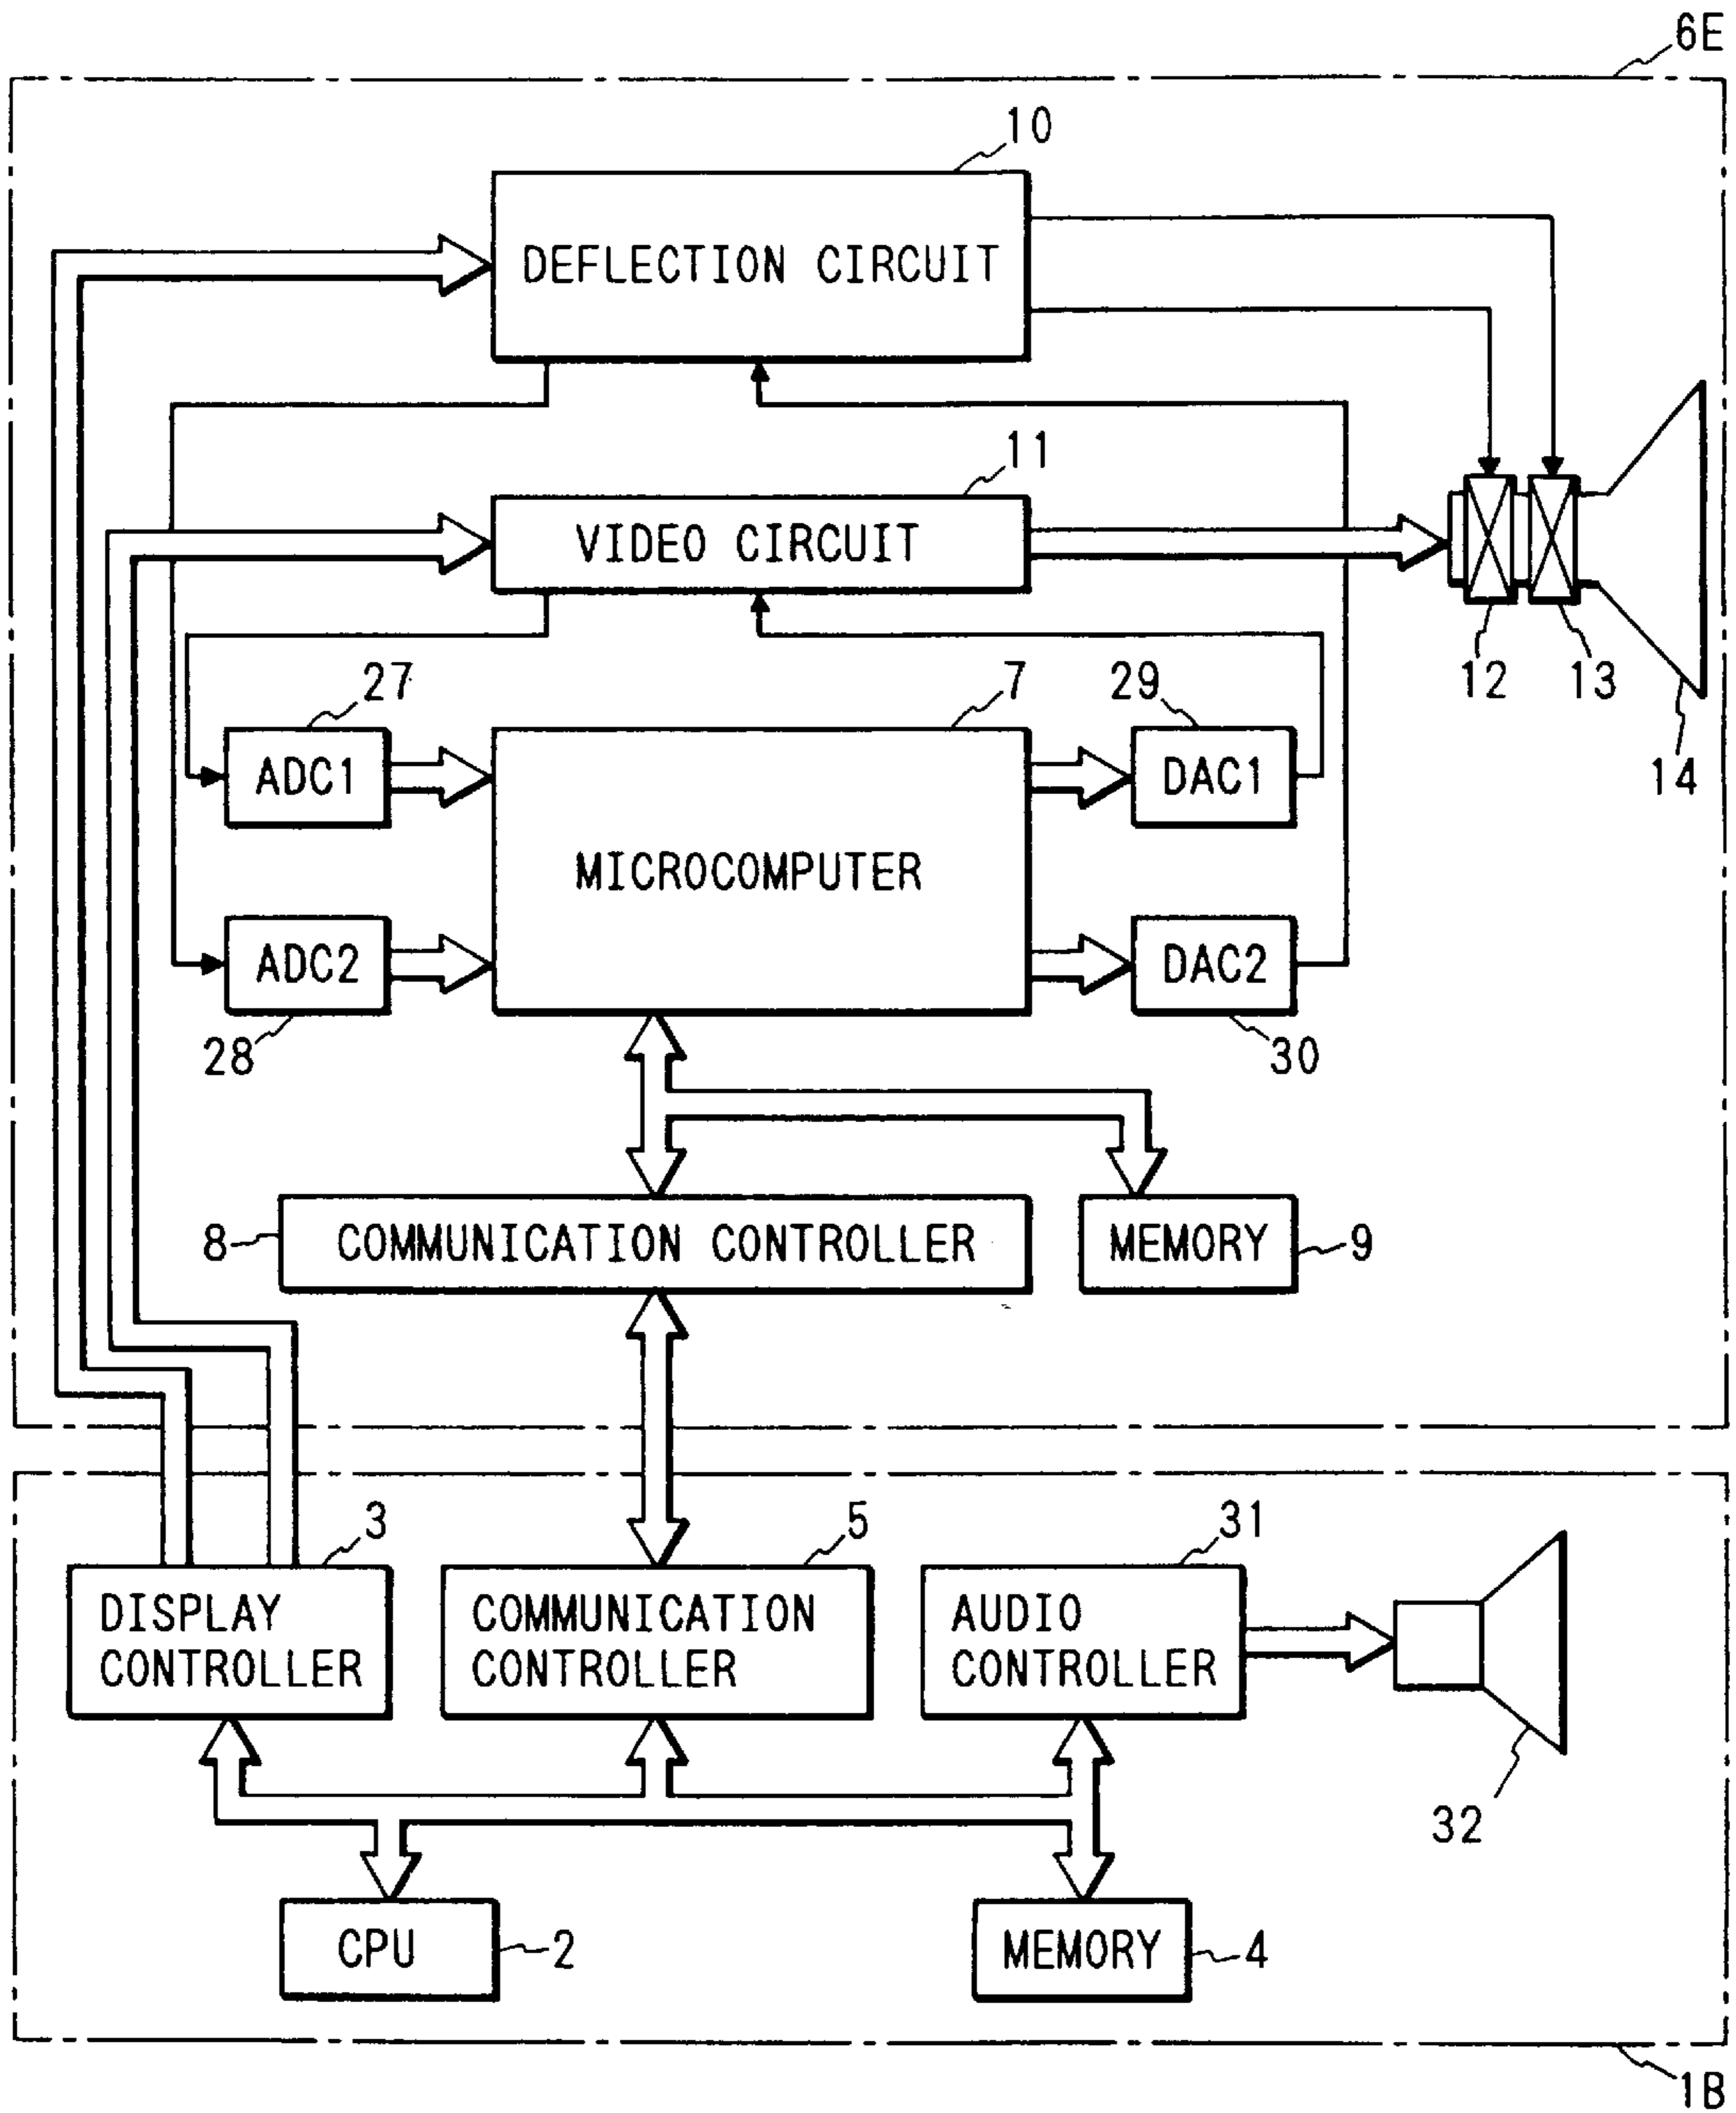 6E
10
DEFLECTION CIRCUIT
11
VIDEO CIRCUIT
12
13
14
27
7
29
ADC1
DAC1
MICROCOMPUTER
ADC2
DAC2
28
30
8
COMMUNICATION CONTROLLER
MEMORY
9
3
5
31
DISPLAY
CONTROLLER
COMMUNICATION
CONTROLLER
AUDIO
CONTROLLER
32
CPU
2
MEMORY
4
1B